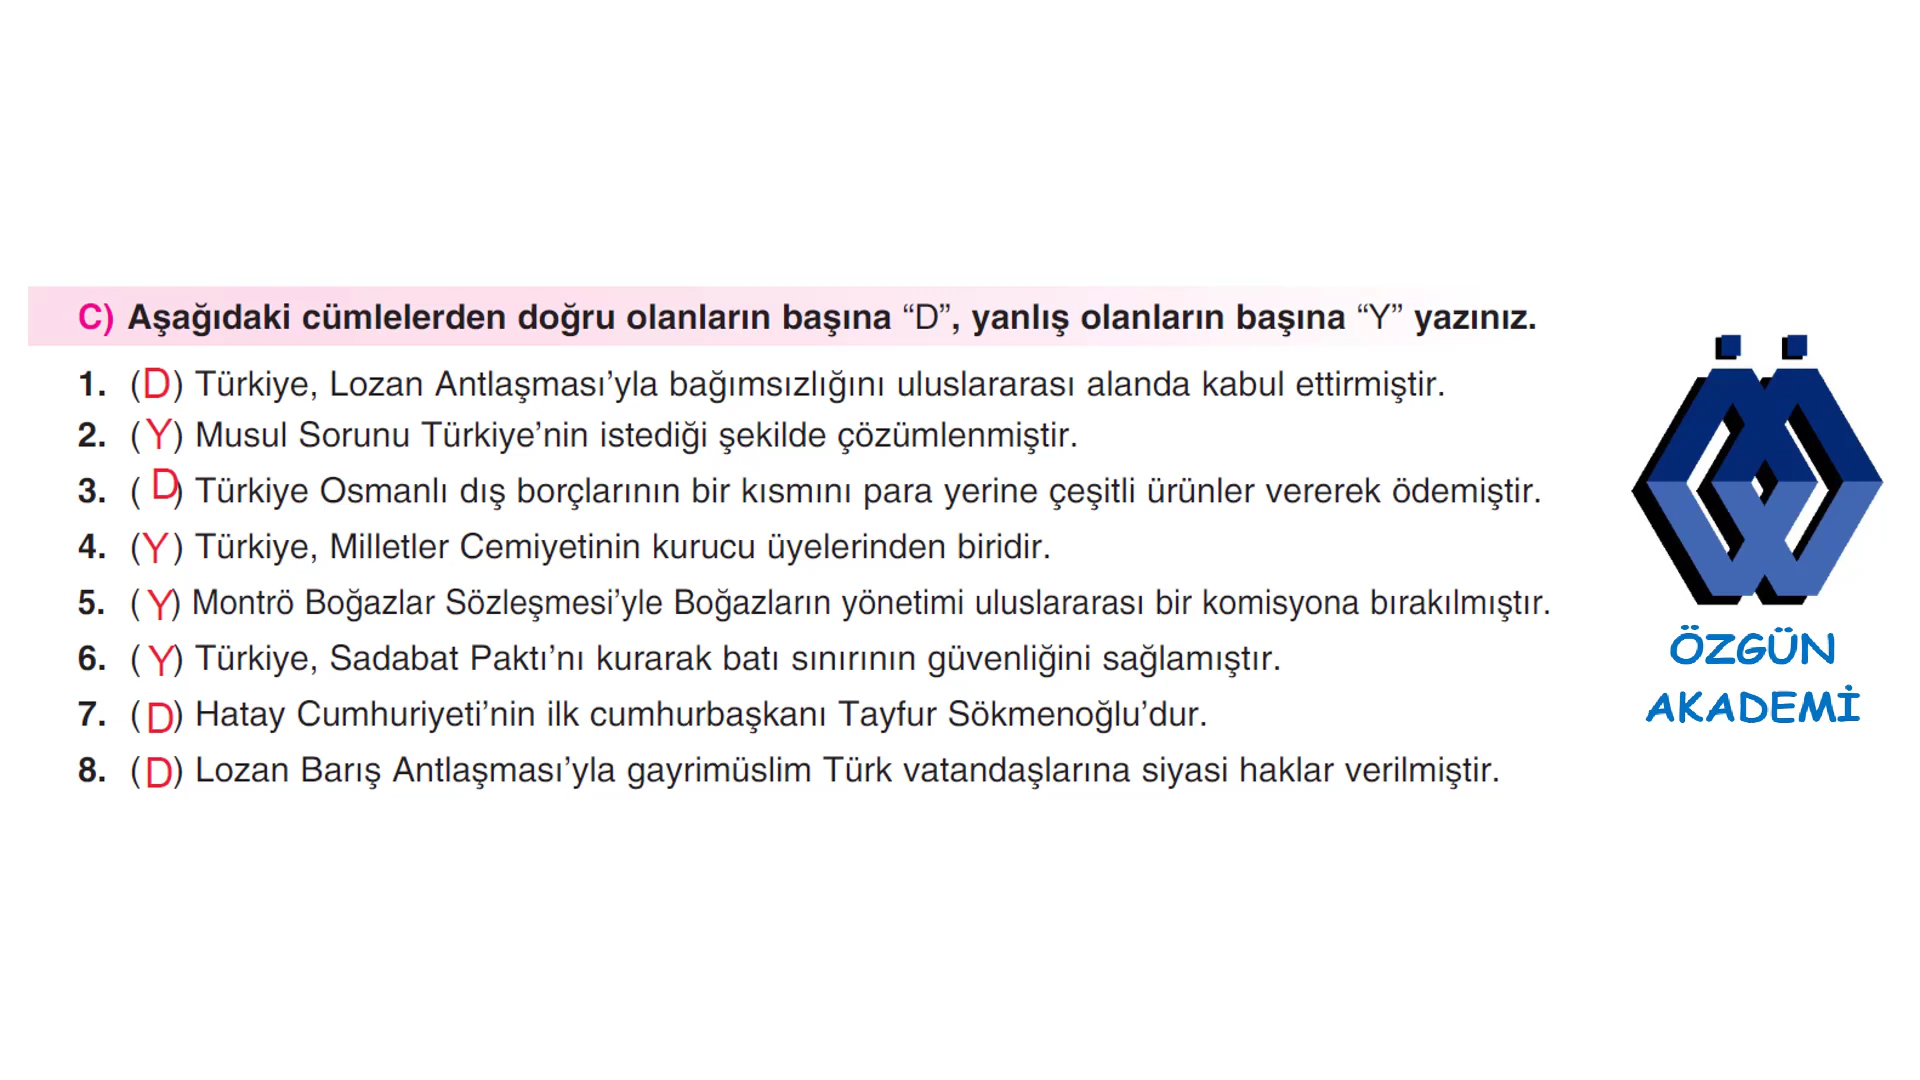 C) Aşağıdaki cümlelerden doğru olanların başına “D”, yanlış olanların başına “Y” yazınız.
1. (D) Türkiye, Lozan Antlaşması’yla bağımsızlığını uluslararası alanda kabul ettirmiştir.
2. (Y) Musul Sorunu Türkiye’nin istediği şekilde çözümlenmiştir.
3. (D) Türkiye Osmanlı dış borçlarının bir kısmını para yerine çeşitli ürünler vererek ödemiştir.
4. (Y) Türkiye, Milletler Cemiyetinin kurucu üyelerinden biridir.
5. (Y) Montrö Boğazlar Sözleşmesi’yle Boğazların yönetimi uluslararası bir komisyona bırakılmıştır.
6. (Y) Türkiye, Sadabat Paktı’nı kurarak batı sınırının güvenliğini sağlamıştır.
7. (D) Hatay Cumhuriyeti’nin ilk cumhurbaşkanı Tayfur Sökmenoğlu’dur.
8. (D) Lozan Barış Antlaşması’yla gayrimüslim Türk vatandaşlarına siyasi haklar verilmiştir.
ÖZGÜN
AKADEMİ